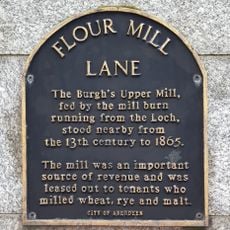 FLOUR MILL
LANE
The Burgh's Upper Mill,
fed by the mill burn
running from the Loch,
stood nearby from
the 13th century to 1865.
The mill was an important
source of revenue and was
leased out to tenants who
milled wheat, rye and malt.
CITY OF ABERDEEN